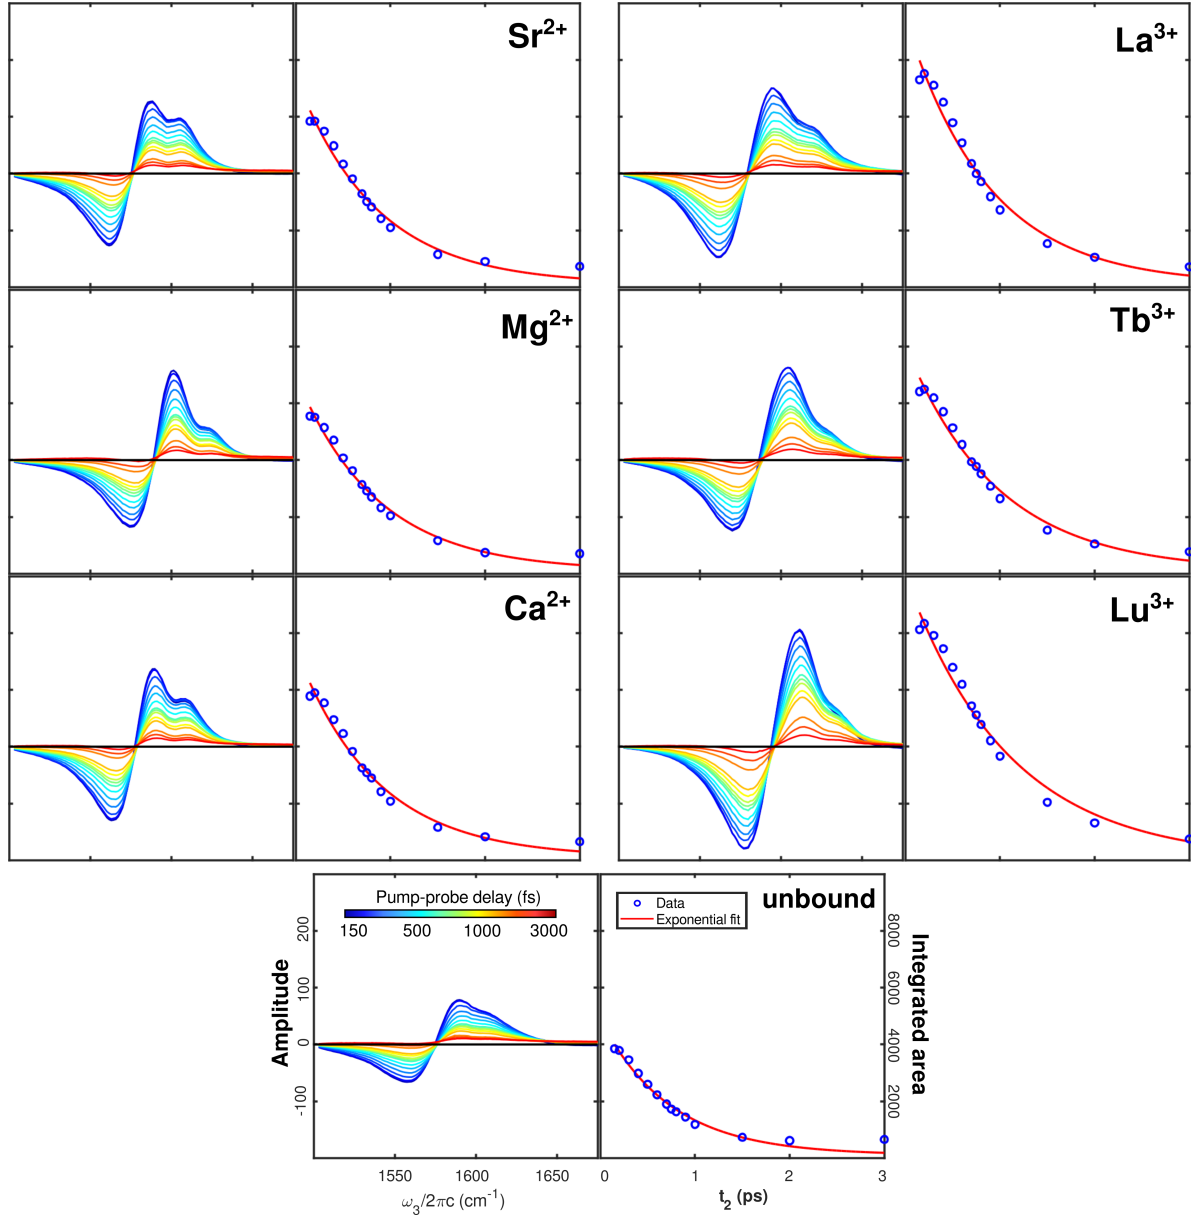 Sr2+
La3+
Mg2+
Tb3+
Ca2+
Lu3+
Pump-probe delay (fs)
150 500 1000 3000
Data
Exponential fit
unbound
Amplitude
200
100
0
-100
8000
6000
4000
2000
Integrated area
1550 1600 1650
ω3/2πc (cm-1)
0 1 2 3
t2 (ps)